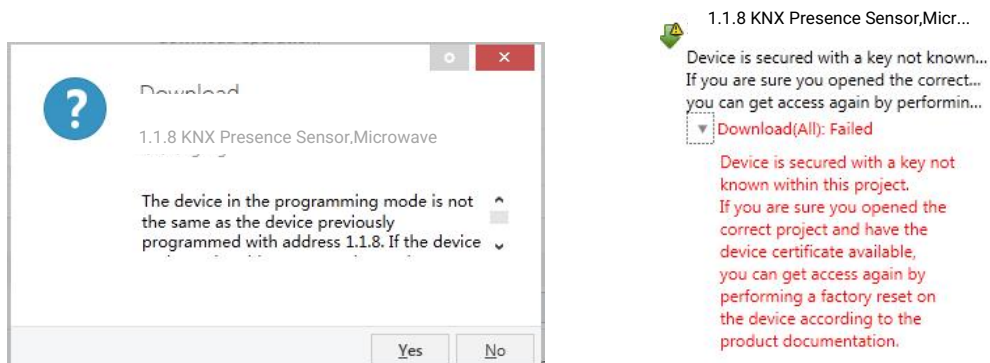 Download
1.1.8 KNX Presence Sensor,Microwave
The device in the programming mode is not
the same as the device previously
programmed with address 1.1.8. If the device
Yes
No
1.1.8 KNX Presence Sensor,Micr...
Device is secured with a key not known...
If you are sure you opened the correct...
you can get access again by performin...
Download(All): Failed
Device is secured with a key not
known within this project.
If you are sure you opened the
correct project and have the
device certificate available,
you can get access again by
performing a factory reset on
the device according to the
product documentation.